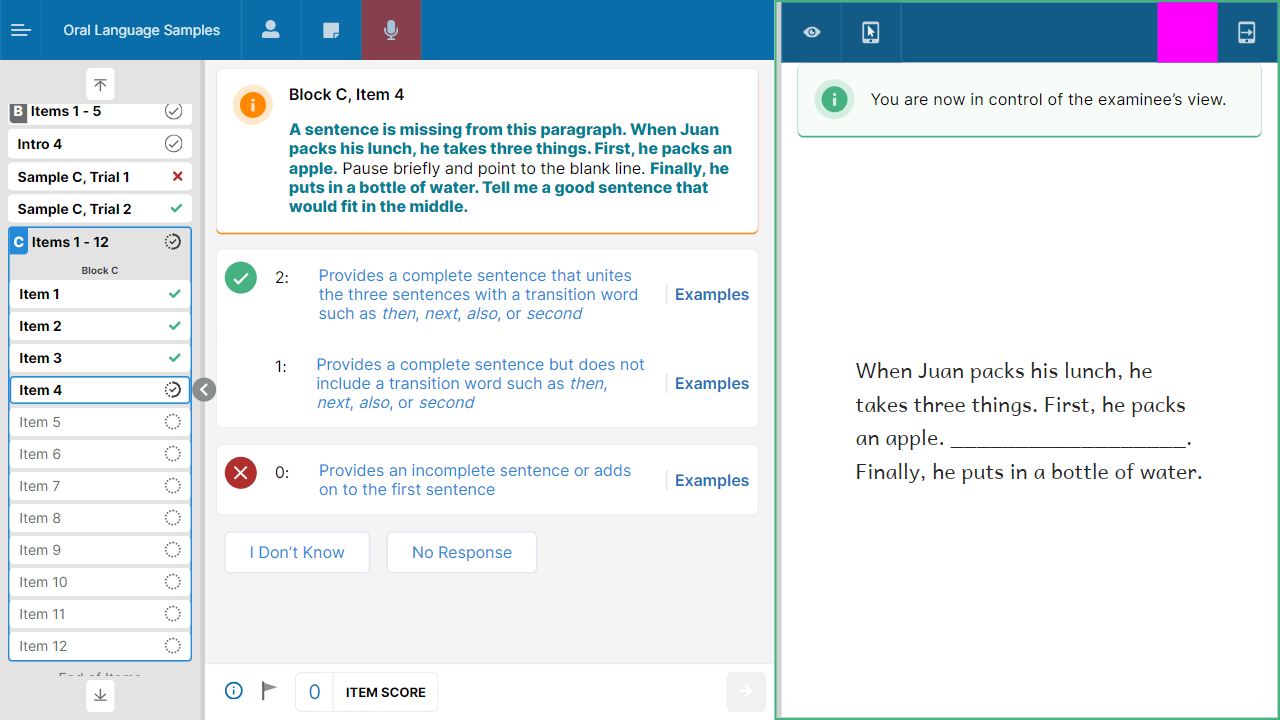 Oral Language Samples
B Items 1 - 5
Intro 4
Sample C, Trial 1
Sample C, Trial 2
C Items 1 - 12
Block C
Item 1
Item 2
Item 3
Item 4
Item 5
Item 6
Item 7
Item 8
Item 9
Item 10
Item 11
Item 12
End of Items
Block C, Item 4
A sentence is missing from this paragraph. When Juan
packs his lunch, he takes three things. First, he packs an
apple. Pause briefly and point to the blank line. Finally, he
puts in a bottle of water. Tell me a good sentence that
would fit in the middle.
2:
Provides a complete sentence that unites
the three sentences with a transition word
such as then, next, also, or second
Examples
1:
Provides a complete sentence but does not
include a transition word such as then,
next, also, or second
Examples
0:
Provides an incomplete sentence or adds
on to the first sentence
Examples
I Don't Know
No Response
0 ITEM SCORE
You are now in control of the examinee's view.
When Juan packs his lunch, he
takes three things. First, he packs
an apple. __________________.
Finally, he puts in a bottle of water.